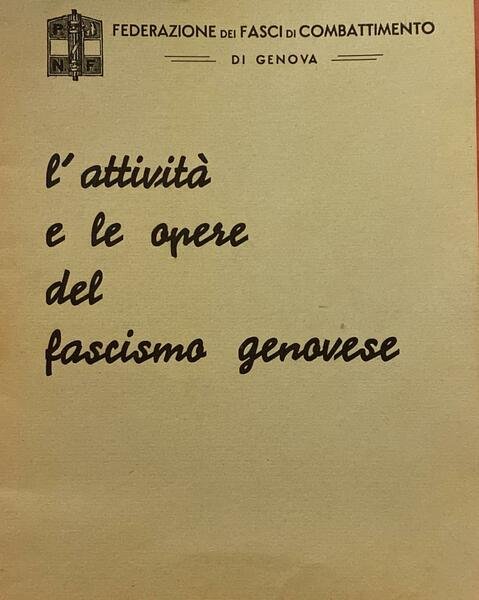 P. N. F.
FEDERAZIONE DEI FASCI DI COMBATTIMENTO
DI GENOVA
l'attività
e le opere
del
fascismo genovese